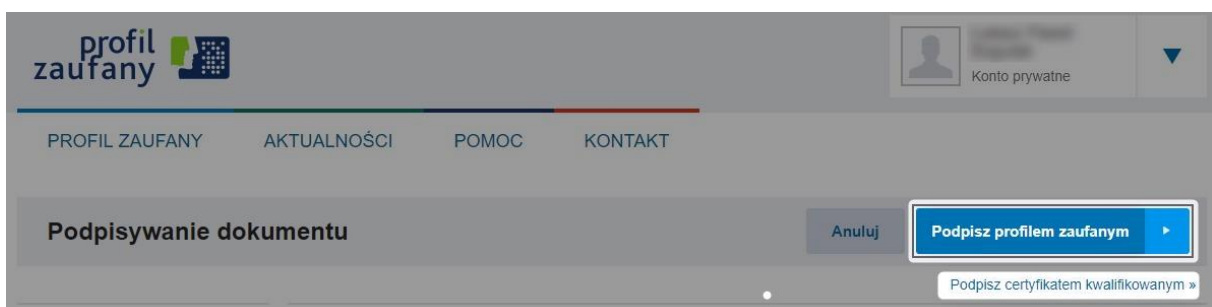 profil
zaufany
Konto prywatne
PROFIL ZAUFANY AKTUALNOŚCI POMOC KONTAKT
Podpisywanie dokumentu
Anuluj
Podpisz profilem zaufanym
Podpisz certyfikatem kwalifikowanym »